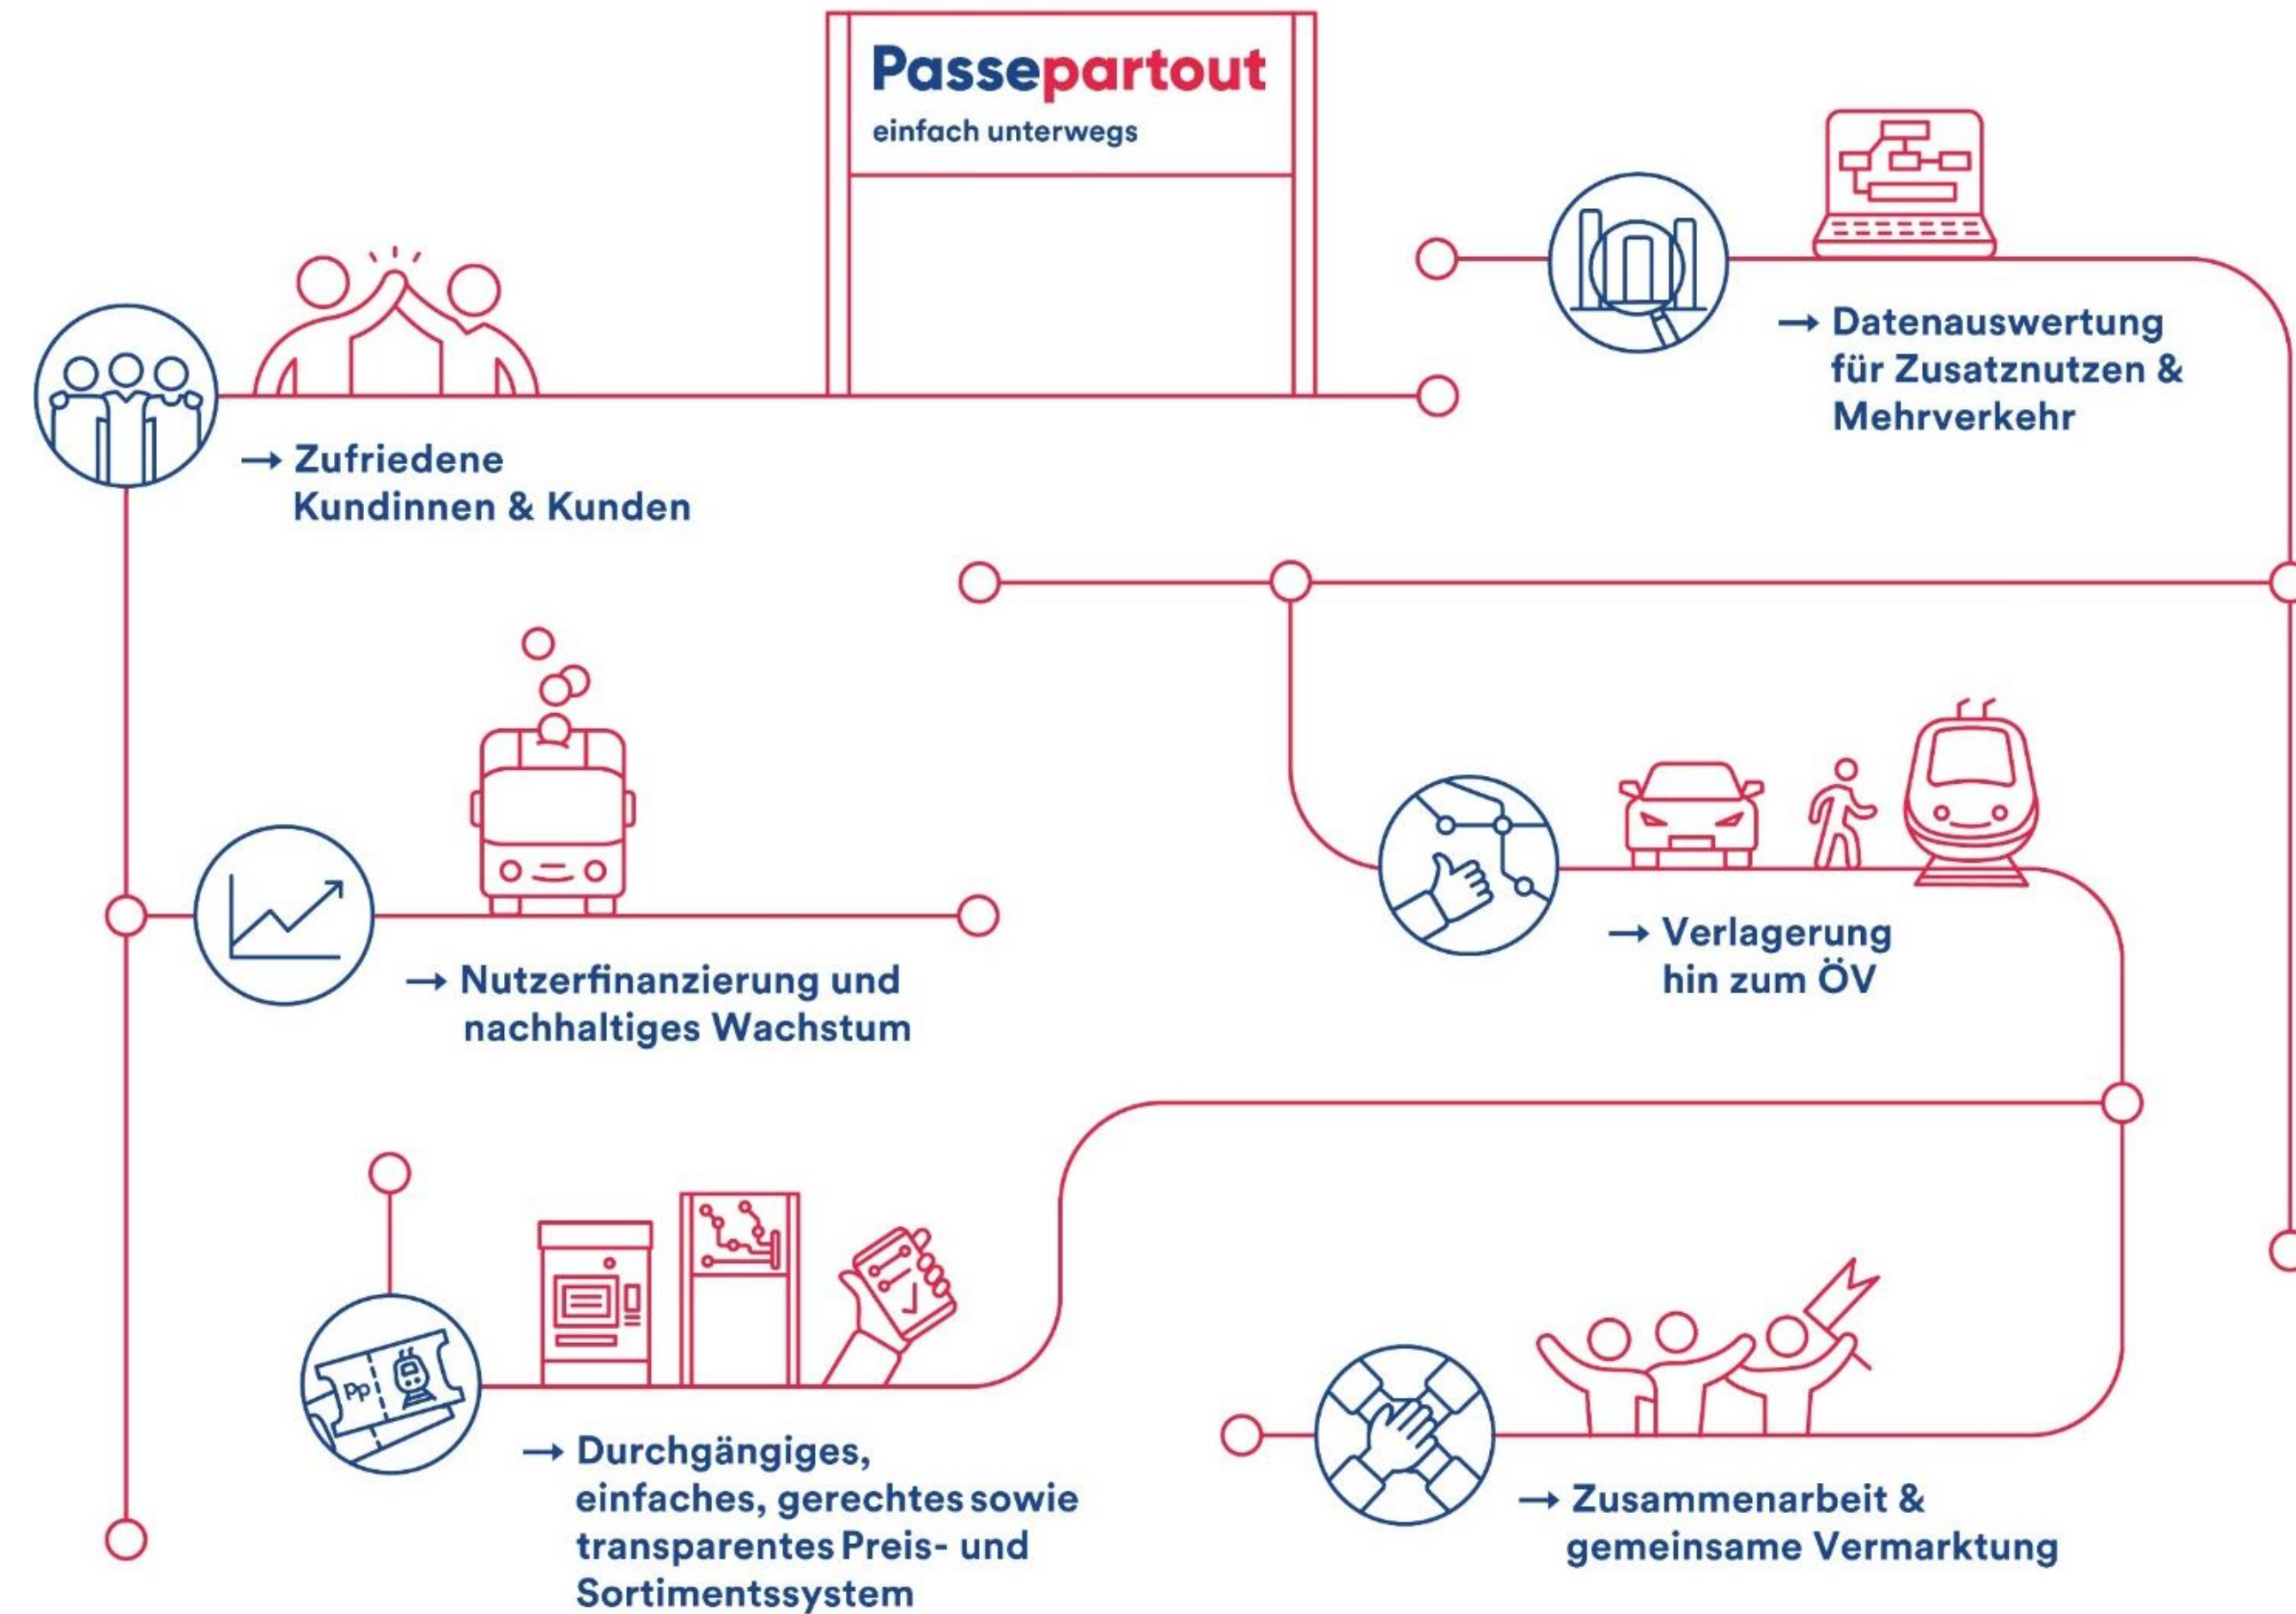 Passepartout
einfach unterwegs
→ Datenauswertung
für Zusatznutzen &
Mehrverkehr
→ Zufriedene
Kundinnen & Kunden
→ Verlagerung
hin zum ÖV
→ Nutzerfinanzierung und
nachhaltiges Wachstum
Pp
→ Durchgängiges,
einfaches, gerechtes sowie
transparentes Preis- und
Sortimentssystem
→ Zusammenarbeit &
gemeinsame Vermarktung